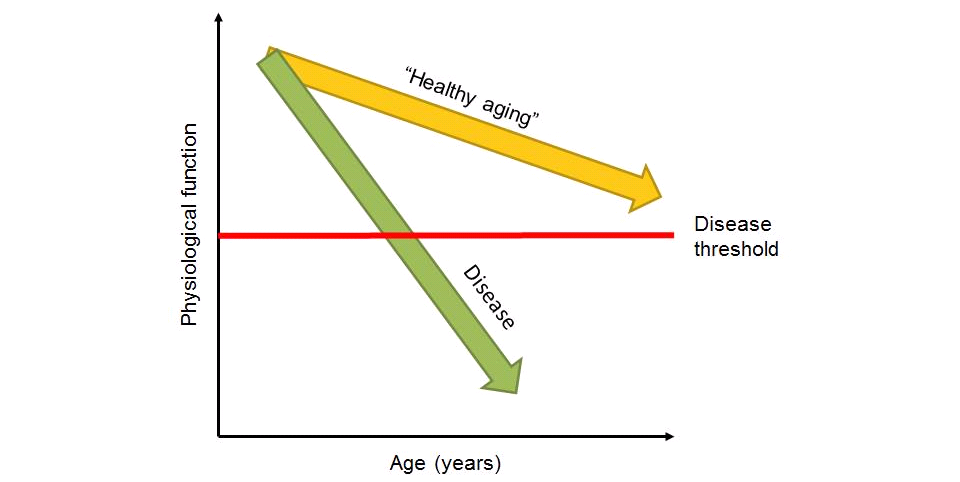 “Healthy aging”
Physiological function
Disease
threshold
Disease
Age (years)